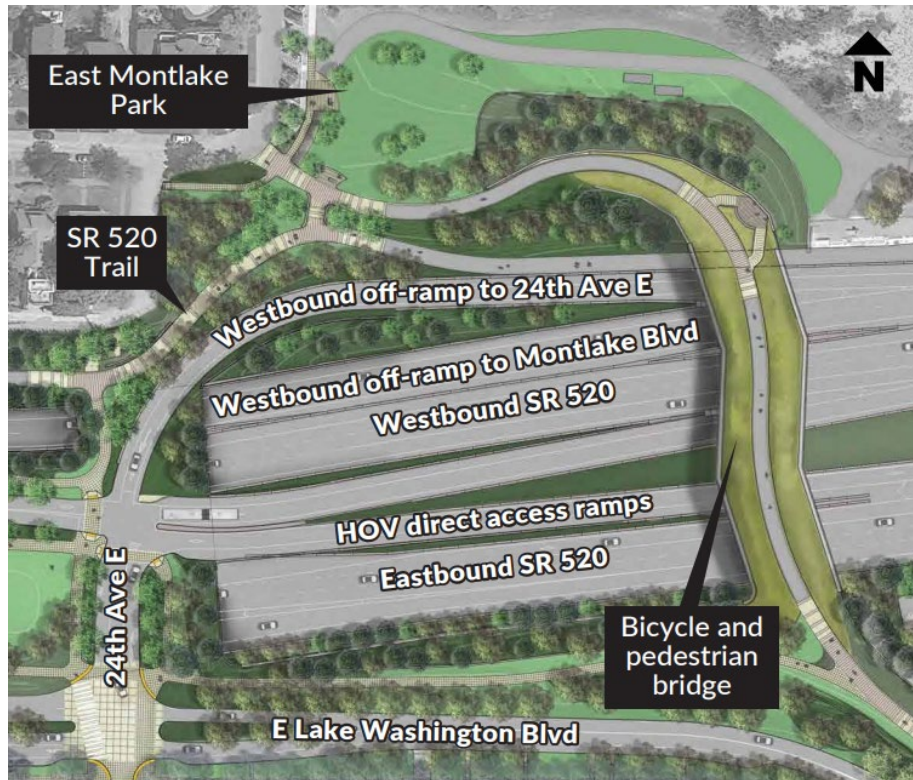 East Montlake
Park
N
SR 520
Trail
Westbound off-ramp to 24th Ave E
Westbound off-ramp to Montlake Blvd
Westbound SR 520
HOV direct access ramps
Eastbound SR 520
24th Ave E
Bicycle and
pedestrian
bridge
E Lake Washington Blvd